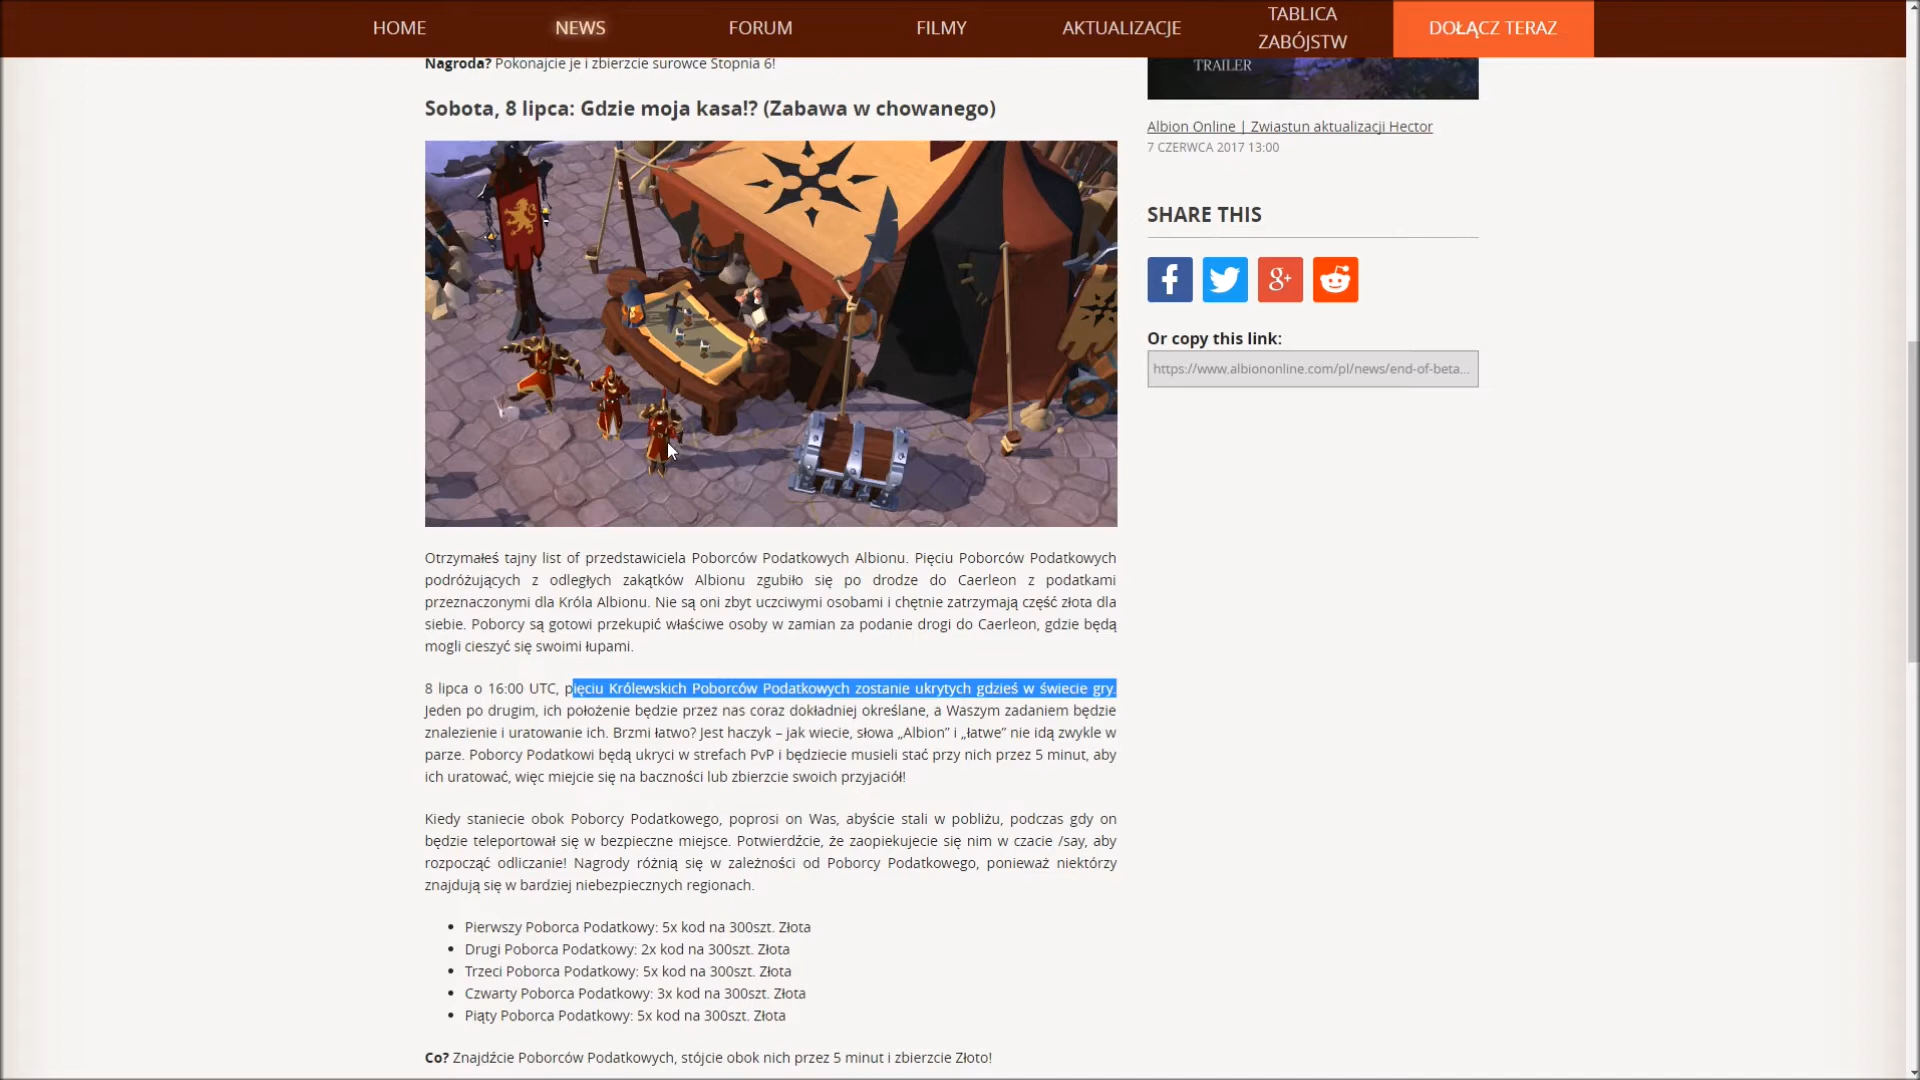 HOME
NEWS
FORUM
FILMY
AKTUALIZACJE
TABLICA
ZABÓJSTW
DOŁĄCZ TERAZ
Nagroda? Pokonajcie je i zbierzcie surowce Stopnia 6!
Sobota, 8 lipca: Gdzie moja kasa!? (Zabawa w chowanego)
Otrzymałeś tajny list of przedstawiciela Poborców Podatkowych Albionu. Pięciu Poborców Podatkowych
podróżujących z odległych zakątków Albionu zgubiło się po drodze do Caerleon z podatkami
przeznaczonymi dla Króla Albionu. Nie są oni zbyt uczciwymi osobami i chętnie zatrzymają część złota dla
siebie. Poborcy są gotowi przekupić właściwe osoby w zamian za podanie drogi do Caerleon, gdzie będą
mogli cieszyć się swoimi łupami.
8 lipca o 16:00 UTC, pięciu Królewskich Poborców Podatkowych zostanie ukrytych gdzieś w świecie gry.
Jeden po drugim, ich położenie będzie przez nas coraz dokładniej określane, a Waszym zadaniem będzie
znalezienie i uratowanie ich. Brzmi łatwo? Jest haczyk – jak wiecie, słowa „Albion” i „łatwe” nie idą zwykle w
parze. Poborcy Podatkowi będą ukryci w strefach PvP i będziecie musieli stać przy nich przez 5 minut, aby
ich uratować, więc miejcie się na baczności lub zbierzcie swoich przyjaciół!
Kiedy staniecie obok Poborcy Podatkowego, poprosi on Was, abyście stali w pobliżu, podczas gdy on
będzie teleportował się w bezpieczne miejsce. Potwierdźcie, że zaopiekujecie się nim w czacie /say, aby
rozpocząć odliczanie! Nagrody różnią się w zależności od Poborcy Podatkowego, ponieważ niektórzy
znajdują się w bardziej niebezpiecznych regionach.
• Pierwszy Poborca Podatkowy: 5x kod na 300szt. Złota
• Drugi Poborca Podatkowy: 2x kod na 300szt. Złota
• Trzeci Poborca Podatkowy: 5x kod na 300szt. Złota
• Czwarty Poborca Podatkowy: 3x kod na 300szt. Złota
• Piąty Poborca Podatkowy: 5x kod na 300szt. Złota
Co? Znajdźcie Poborców Podatkowych, stójcie obok nich przez 5 minut i zbierzcie Złoto!
TRAILER
Albion Online | Zwiastun aktualizacji Hector
7 CZERWCA 2017 13:00
SHARE THIS
Or copy this link:
https://www.albiononline.com/pl/news/end-of-beta...